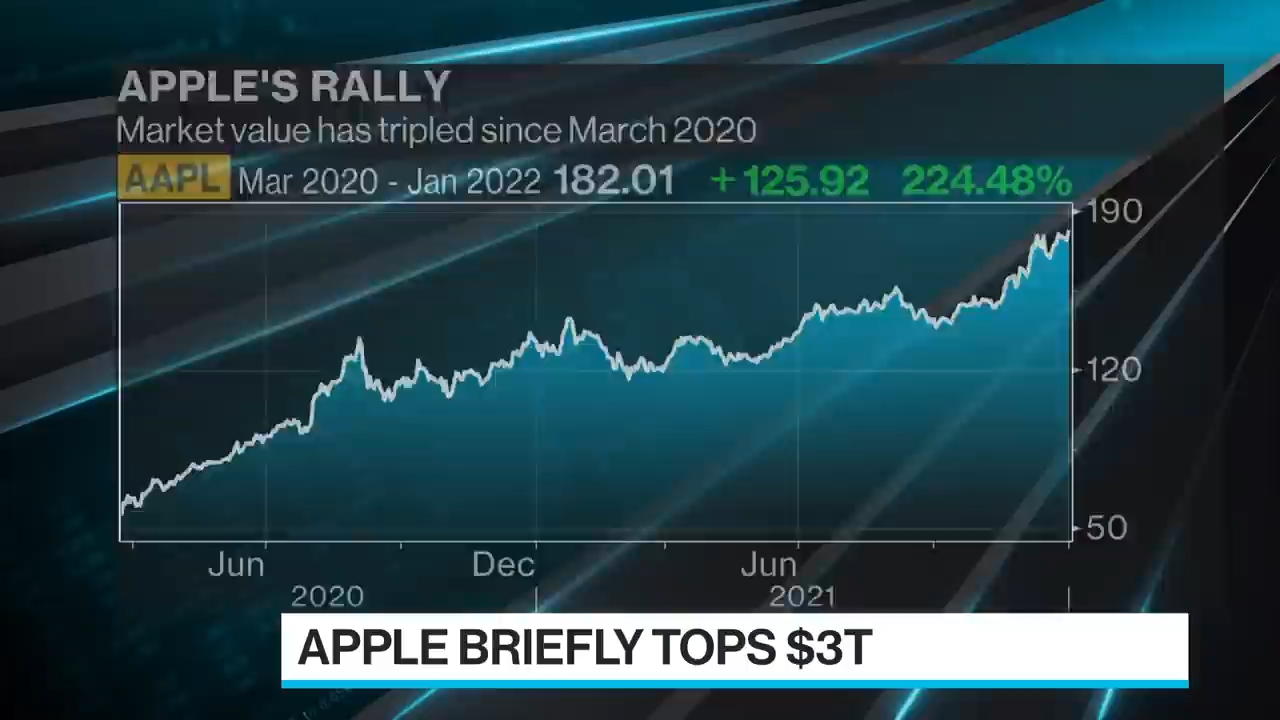 APPLE'S RALLY
Market value has tripled since March 2020
AAPL Mar 2020 - Jan 2022 182.01 +125.92 224.48%
190
120
50
Jun Dec Jun
2020 2021
APPLE BRIEFLY TOPS $3T